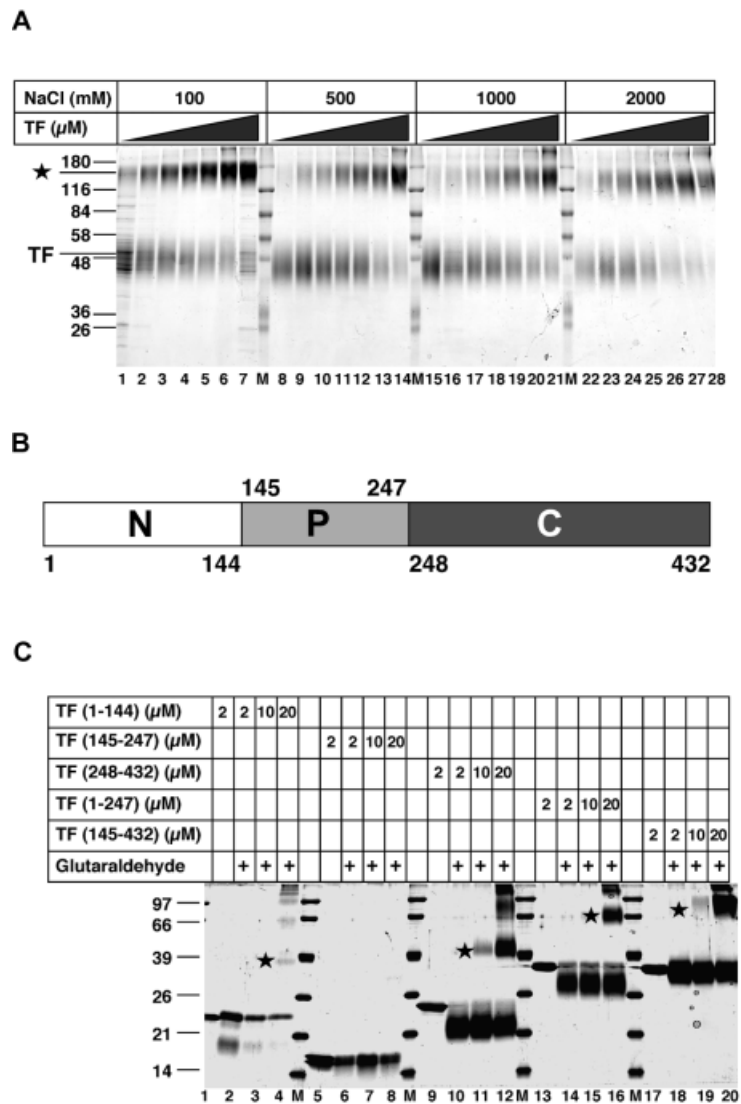 A
NaCl (mM) 100 500 1000 2000
TF (µM)
180
116
84
58
TF
48
36
26
1 2 3 4 5 6 7 M 8 9 10 11 12 13 14 M 15 16 17 18 19 20 21 M 22 23 24 25 26 27 28
B
145 247
N P C
1 144 248 432
C
TF (1-144) (µM) 2 2 10 20
TF (145-247) (µM) 2 2 10 20
TF (248-432) (µM) 2 2 10 20
TF (1-247) (µM) 2 2 10 20
TF (145-432) (µM) 2 2 10 20
Glutaraldehyde + + + + + + + + + + + + + + +
97
66
39
26
21
14
1 2 3 4 M 5 6 7 8 M 9 10 11 12 M 13 14 15 16 M 17 18 19 20